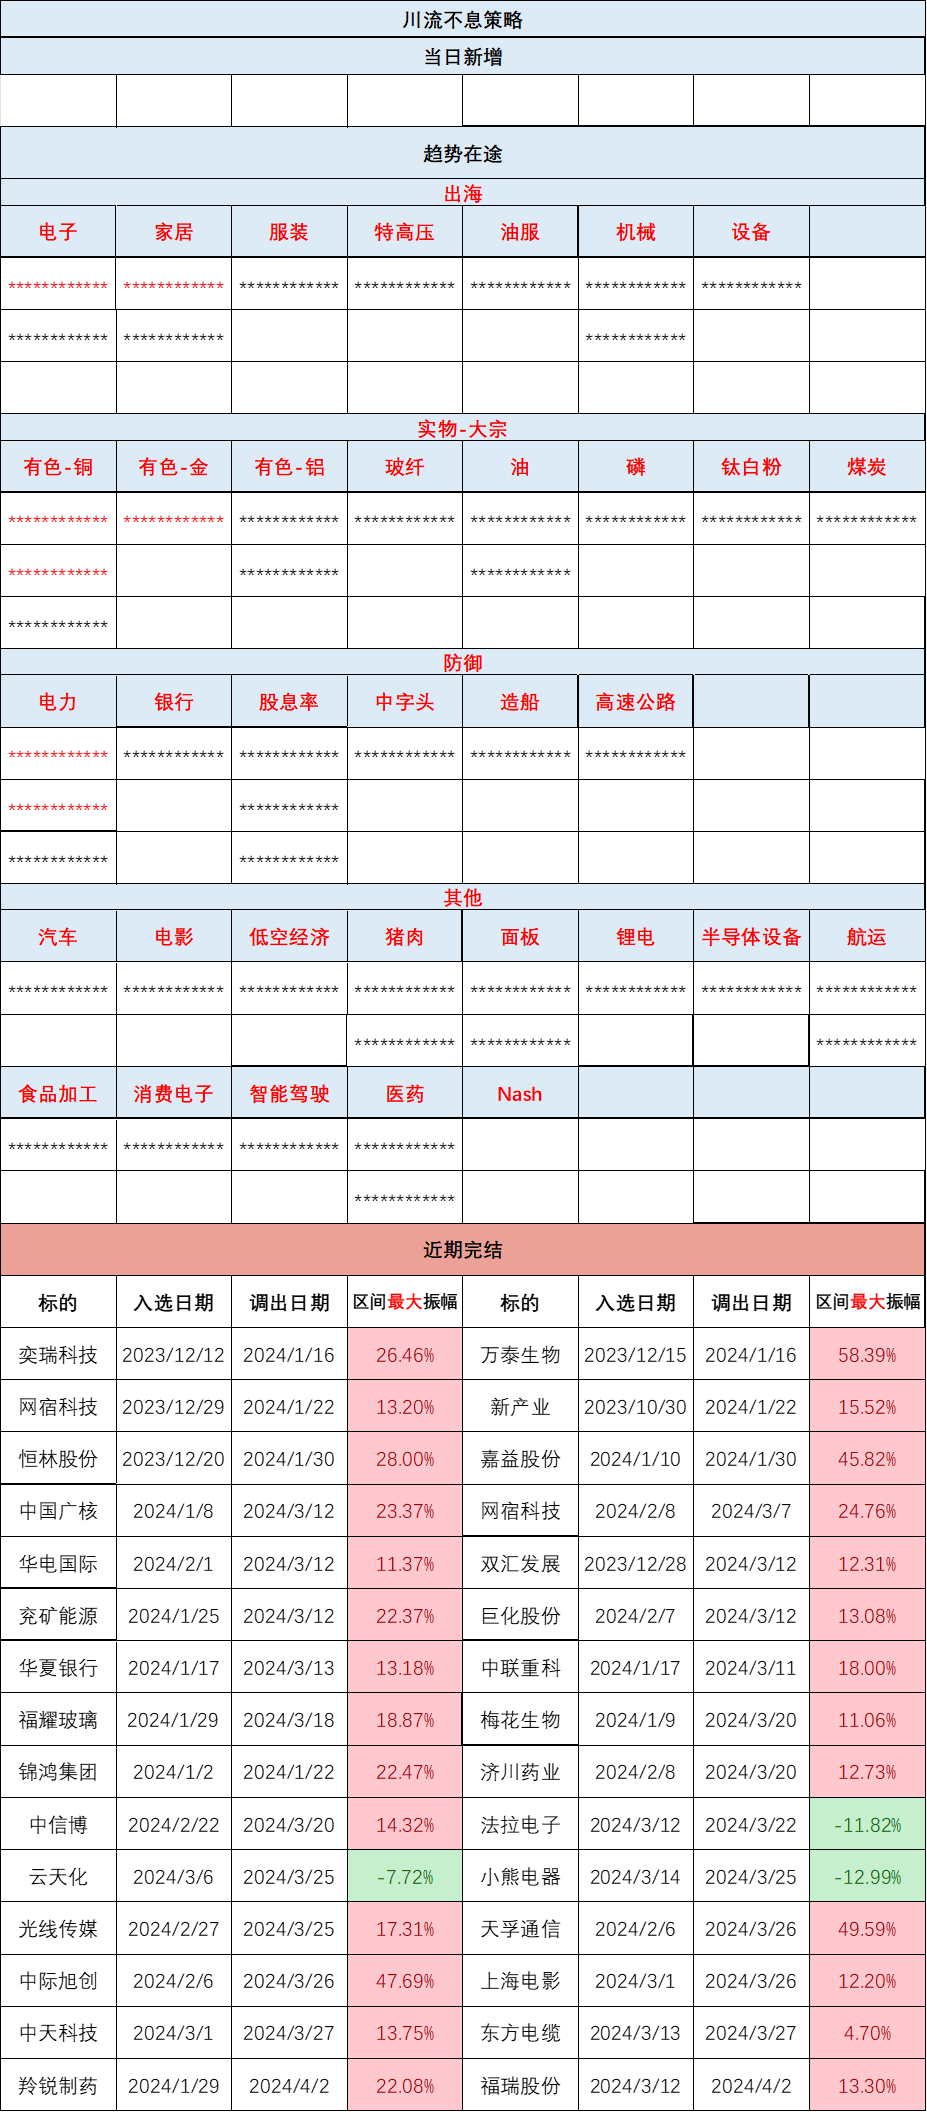 川流不息策略
当日新增
趋势在途
出海
电子 家居 服装 特高压 油服 机械 设备
************ ************ ************ ************ ************ ************ ************
************ ************ ************
实物-大宗
有色-铜 有色-金 有色-铝 玻纤 油 磷 钛白粉 煤炭
************ ************ ************ ************ ************ ************ ************ ************
************ ************ ************
************
防御
电力 银行 股息率 中字头 造船 高速公路
************ ************ ************ ************ ************ ************
************ ************
************ ************
其他
汽车 电影 低空经济 猪肉 面板 锂电 半导体设备 航运
************ ************ ************ ************ ************ ************ ************ ************
************ ************ ************
食品加工 消费电子 智能驾驶 医药 Nash
************ ************ ************ ************
************
近期完结
标的 入选日期 调出日期 区间最大振幅 标的 入选日期 调出日期 区间最大振幅
奕瑞科技 2023/12/12 2024/1/16 26.46% 万泰生物 2023/12/15 2024/1/16 58.39%
网宿科技 2023/12/29 2024/1/22 13.20% 新产业 2023/10/30 2024/1/22 15.52%
恒林股份 2023/12/20 2024/1/30 28.00% 嘉益股份 2024/1/10 2024/1/30 45.82%
中国广核 2024/1/8 2024/3/12 23.37% 网宿科技 2024/2/8 2024/3/7 24.76%
华电国际 2024/2/1 2024/3/12 11.37% 双汇发展 2023/12/28 2024/3/12 12.31%
兖矿能源 2024/1/25 2024/3/12 22.37% 巨化股份 2024/2/7 2024/3/12 13.08%
华夏银行 2024/1/17 2024/3/13 13.18% 中联重科 2024/1/17 2024/3/11 18.00%
福耀玻璃 2024/1/29 2024/3/18 18.87% 梅花生物 2024/1/9 2024/3/20 11.06%
锦鸿集团 2024/1/2 2024/1/22 22.47% 济川药业 2024/2/8 2024/3/20 12.73%
中信博 2024/2/22 2024/3/20 14.32% 法拉电子 2024/3/12 2024/3/22 -11.82%
云天化 2024/3/6 2024/3/25 -7.72% 小熊电器 2024/3/14 2024/3/25 -12.99%
光线传媒 2024/2/27 2024/3/25 17.31% 天孚通信 2024/2/6 2024/3/26 49.59%
中际旭创 2024/2/6 2024/3/26 47.69% 上海电影 2024/3/1 2024/3/26 12.20%
中天科技 2024/3/1 2024/3/27 13.75% 东方电缆 2024/3/13 2024/3/27 4.70%
羚锐制药 2024/1/29 2024/4/2 22.08% 福瑞股份 2024/3/12 2024/4/2 13.30%